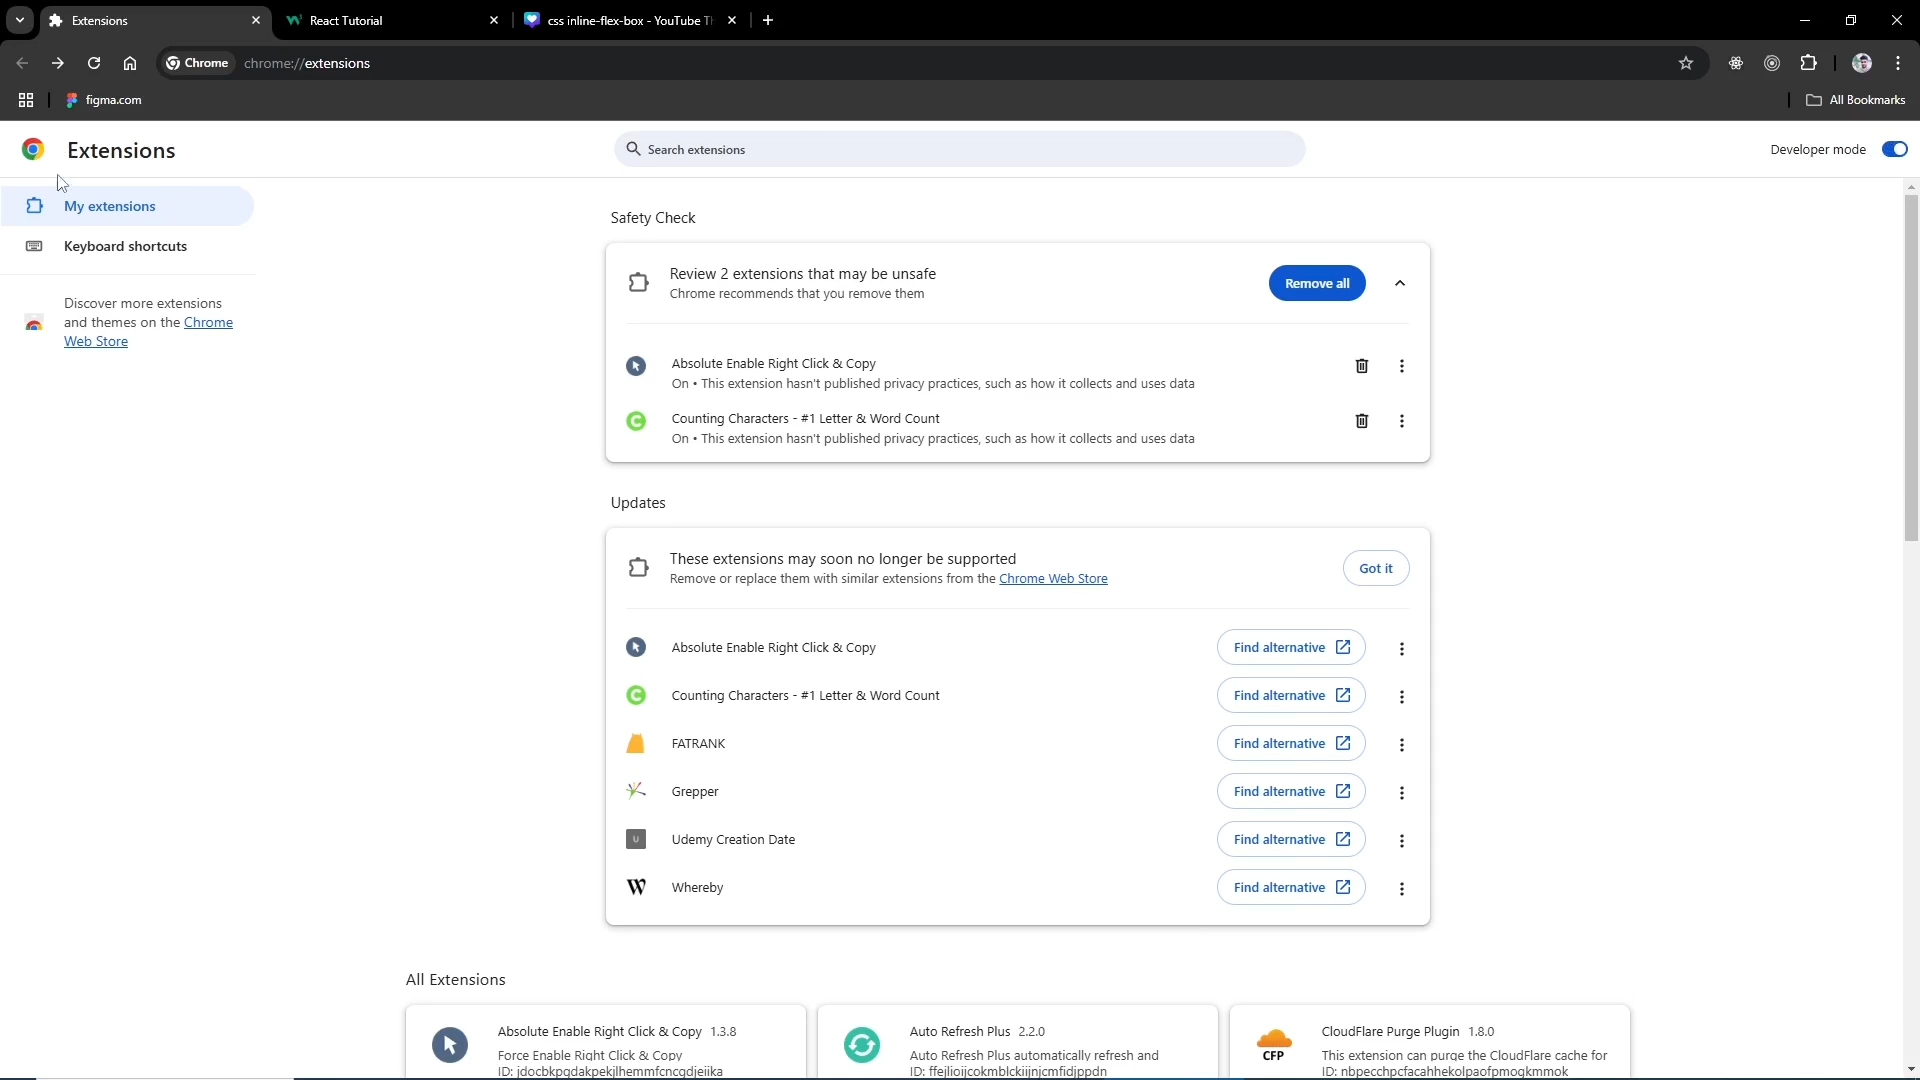 Extensions
React Tutorial
css inline-flex-box - YouTube
Chrome
chrome://extensions
figma.com
All Bookmarks
Extensions
Search extensions
Developer mode
My extensions
Keyboard shortcuts
Discover more extensions
and themes on the Chrome
Web Store
Safety Check
Review 2 extensions that may be unsafe
Chrome recommends that you remove them
Remove all
Absolute Enable Right Click & Copy
On • This extension hasn't published privacy practices, such as how it collects and uses data
Counting Characters - #1 Letter & Word Count
On • This extension hasn't published privacy practices, such as how it collects and uses data
Updates
These extensions may soon no longer be supported
Remove or replace them with similar extensions from the Chrome Web Store
Got it
Absolute Enable Right Click & Copy
Find alternative
Counting Characters - #1 Letter & Word Count
Find alternative
FATRANK
Find alternative
Grepper
Find alternative
U
Udemy Creation Date
Find alternative
W
Whereby
Find alternative
All Extensions
Absolute Enable Right Click & Copy 1.3.8
Force Enable Right Click & Copy
ID: jdocbkpgdakpekjlhemmfcncgdjeiika
Auto Refresh Plus 2.2.0
Auto Refresh Plus automatically refresh and
CFP
CloudFlare Purge Plugin 1.8.0
This extension can purge the CloudFlare cache for